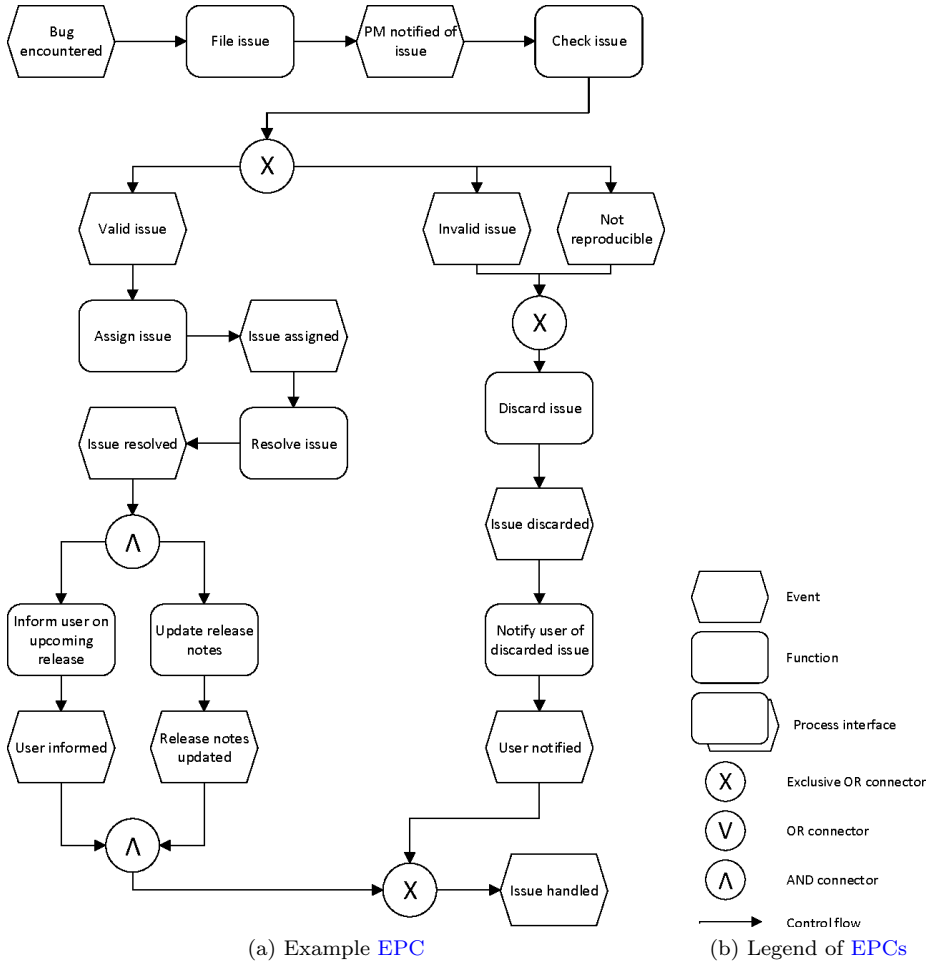 Bug
encountered
File issue
PM notified of
issue
Check issue
X
Valid issue
Invalid issue
Not
reproducible
X
Assign issue
Issue assigned
Discard issue
Issue resolved
Resolve issue
Issue discarded
Λ
Inform user on
upcoming
release
Update release
notes
Notify user of
discarded issue
User informed
Release notes
updated
User notified
Λ
X
Issue handled
(a) Example EPC
Event
Function
Process interface
X
Exclusive OR connector
V
OR connector
Λ
AND connector
Control flow
(b) Legend of EPCs